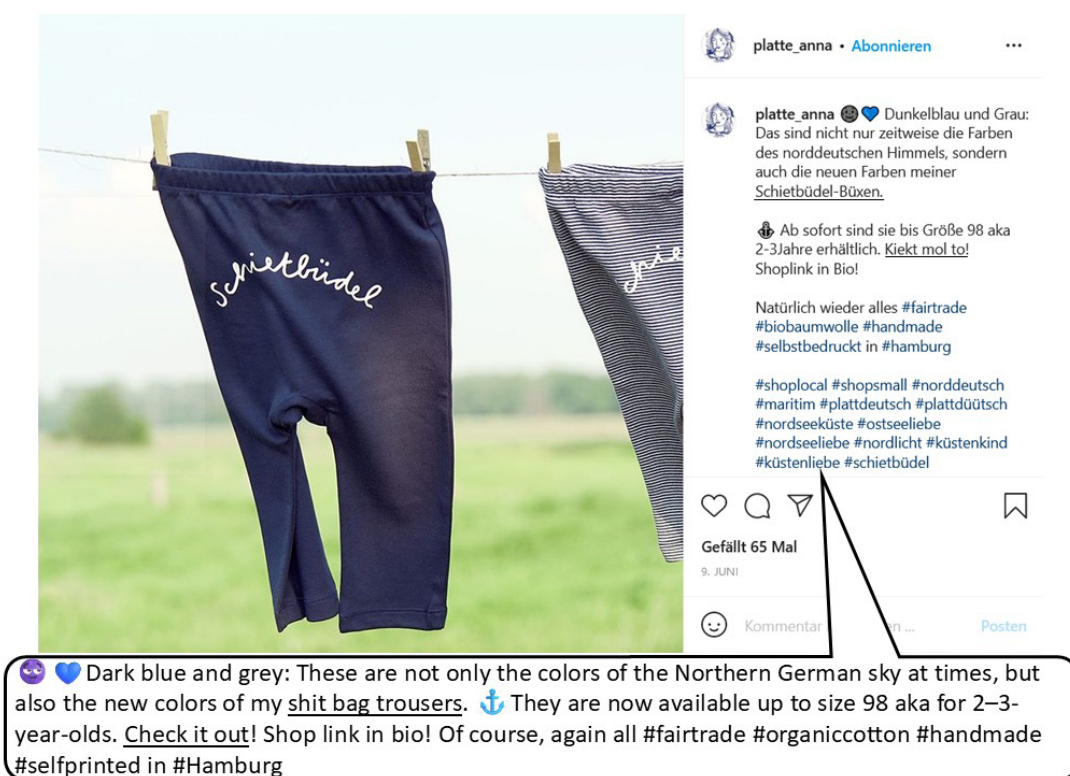 schietbüdel
schie
platte_anna • Abonnieren
platte_anna 🌚💙 Dunkelblau und Grau:
Das sind nicht nur zeitweise die Farben
des norddeutschen Himmels, sondern
auch die neuen Farben meiner
Schietbüdel-Büxen.
⚓ Ab sofort sind sie bis Größe 98 aka
2-3Jahre erhältlich. Kiekt mol to!
Shoplink in Bio!
Natürlich wieder alles #fairtrade
#biobaumwolle #handmade
#selbstbedruckt in #hamburg
#shoplocal #shopsmall #norddeutsch
#maritim #plattdeutsch #plattdüütsch
#nordseeküste #ostseeliebe
#nordseeliebe #nordlicht #küstenkind
#küstenliebe #schietbüdel
Gefällt 65 Mal
9. JUNI
Kommentar en ...
Posten
😈 💙 Dark blue and grey: These are not only the colors of the Northern German sky at times, but
also the new colors of my shit bag trousers. ⚓ They are now available up to size 98 aka for 2–3-
year-olds. Check it out! Shop link in bio! Of course, again all #fairtrade #organiccotton #handmade
#selfprinted in #Hamburg